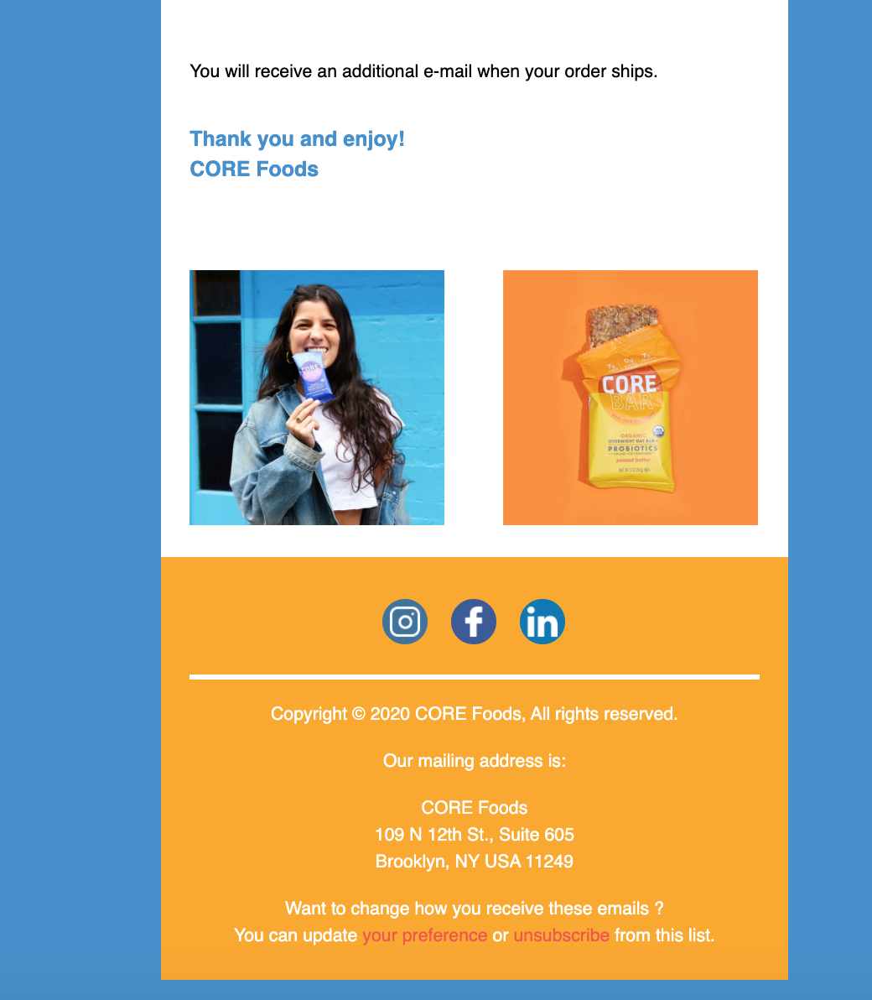 You will receive an additional e-mail when your order ships.
Thank you and enjoy!
CORE Foods
CORE
CORE
BAR
ORGANIC
OVERNIGHT OAT BAR
PROBIOTICS
peanut butter
in
Copyright © 2020 CORE Foods, All rights reserved.
Our mailing address is:
CORE Foods
109 N 12th St., Suite 605
Brooklyn, NY USA 11249
Want to change how you receive these emails ?
You can update your preference or unsubscribe from this list.